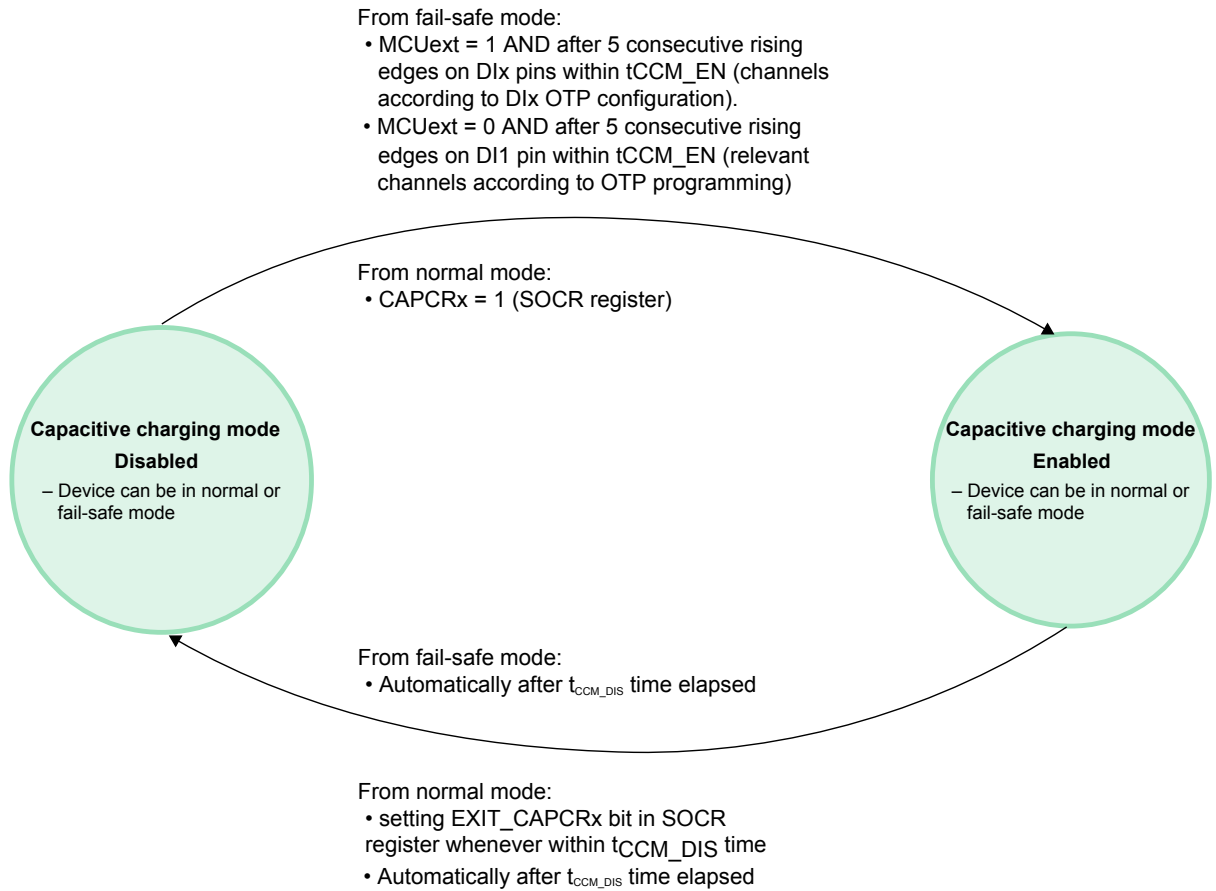 From fail-safe mode:
• MCUext = 1 AND after 5 consecutive rising
edges on DIx pins within tCCM_EN (channels
according to DIx OTP configuration).
• MCUext = 0 AND after 5 consecutive rising
edges on DI1 pin within tCCM_EN (relevant
channels according to OTP programming)
From normal mode:
• CAPCRx = 1 (SOCR register)
Capacitive charging mode
Disabled
– Device can be in normal or
fail-safe mode
Capacitive charging mode
Enabled
– Device can be in normal or
fail-safe mode
From fail-safe mode:
• Automatically after tCCM_DIS time elapsed
From normal mode:
• setting EXIT_CAPCRx bit in SOCR
register whenever within tCCM_DIS time
• Automatically after tCCM_DIS time elapsed